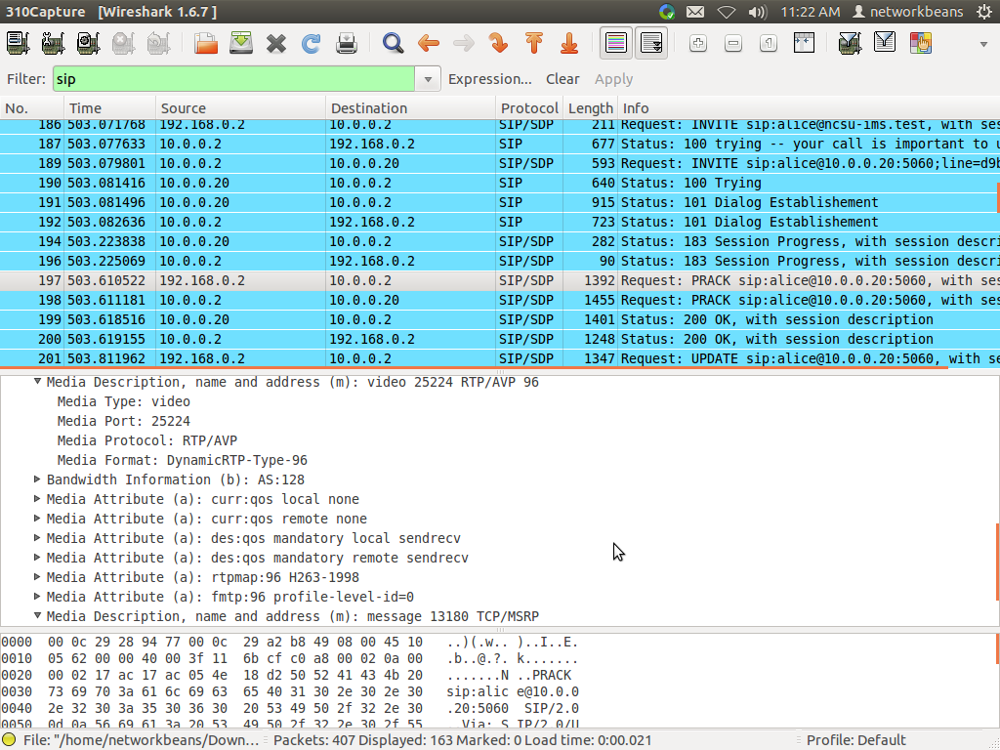 310Capture [Wireshark 1.6.7 ] 11:22 AM networkbeans
Filter: sip Expression... Clear Apply
No. Time Source Destination Protocol Length Info
186 503.071768 192.168.0.2 10.0.0.2 SIP/SDP 211 Request: INVITE sip:alice@ncsu-ims.test, with ses
187 503.077633 10.0.0.2 192.168.0.2 SIP 677 Status: 100 trying -- your call is important to u
189 503.079801 10.0.0.2 10.0.0.20 SIP/SDP 593 Request: INVITE sip:alice@10.0.0.20:5060;line=d9b
190 503.081416 10.0.0.20 10.0.0.2 SIP 640 Status: 100 Trying
191 503.081496 10.0.0.20 10.0.0.2 SIP 915 Status: 101 Dialog Establishement
192 503.082636 10.0.0.2 192.168.0.2 SIP 723 Status: 101 Dialog Establishement
194 503.223838 10.0.0.20 10.0.0.2 SIP/SDP 282 Status: 183 Session Progress, with session descri
196 503.225069 10.0.0.2 192.168.0.2 SIP/SDP 90 Status: 183 Session Progress, with session descri
197 503.610522 192.168.0.2 10.0.0.2 SIP/SDP 1392 Request: PRACK sip:alice@10.0.0.20:5060, with ses
198 503.611181 10.0.0.2 10.0.0.20 SIP/SDP 1455 Request: PRACK sip:alice@10.0.0.20:5060, with ses
199 503.618516 10.0.0.20 10.0.0.2 SIP/SDP 1401 Status: 200 OK, with session description
200 503.619155 10.0.0.2 192.168.0.2 SIP/SDP 1248 Status: 200 OK, with session description
201 503.811962 192.168.0.2 10.0.0.2 SIP/SDP 1347 Request: UPDATE sip:alice@10.0.0.20:5060, with se
Media Description, name and address (m): video 25224 RTP/AVP 96
Media Type: video
Media Port: 25224
Media Protocol: RTP/AVP
Media Format: DynamicRTP-Type-96
Bandwidth Information (b): AS:128
Media Attribute (a): curr:qos local none
Media Attribute (a): curr:qos remote none
Media Attribute (a): des:qos mandatory local sendrecv
Media Attribute (a): des:qos mandatory remote sendrecv
Media Attribute (a): rtpmap:96 H263-1998
Media Attribute (a): fmtp:96 profile-level-id=0
Media Description, name and address (m): message 13180 TCP/MSRP
0000 00 0c 29 28 94 77 00 0c 29 a2 b8 49 08 00 45 10 ..)(.w.. )..I..E.
0010 05 62 00 00 40 00 3f 11 6b cf c0 a8 00 02 0a 00 .b..@.?. k.......
0020 00 02 17 ac 17 ac 05 4e 18 d2 50 52 41 43 4b 20 .......N ..PRACK
0030 73 69 70 3a 61 6c 69 63 65 40 31 30 2e 30 2e 30 sip:alic e@10.0.0
0040 2e 32 30 3a 35 30 36 30 20 53 49 50 2f 32 2e 30 .20:5060 SIP/2.0
0050 0d 0a 56 69 61 3a 20 53 49 50 2f 32 2e 30 2f 55 ..Via: S IP/2.0/U
File: "/home/networkbeans/Down... Packets: 407 Displayed: 163 Marked: 0 Load time: 0:00.021 Profile: Default